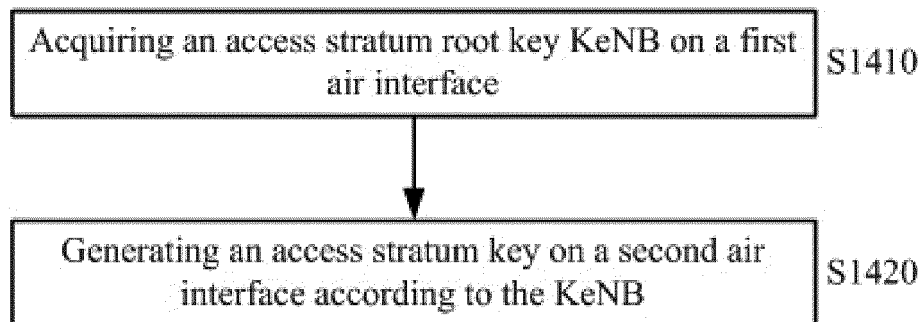 Acquiring an access stratum root key KeNB on a first
air interface
S1410
Generating an access stratum key on a second air
interface according to the KeNB
S1420